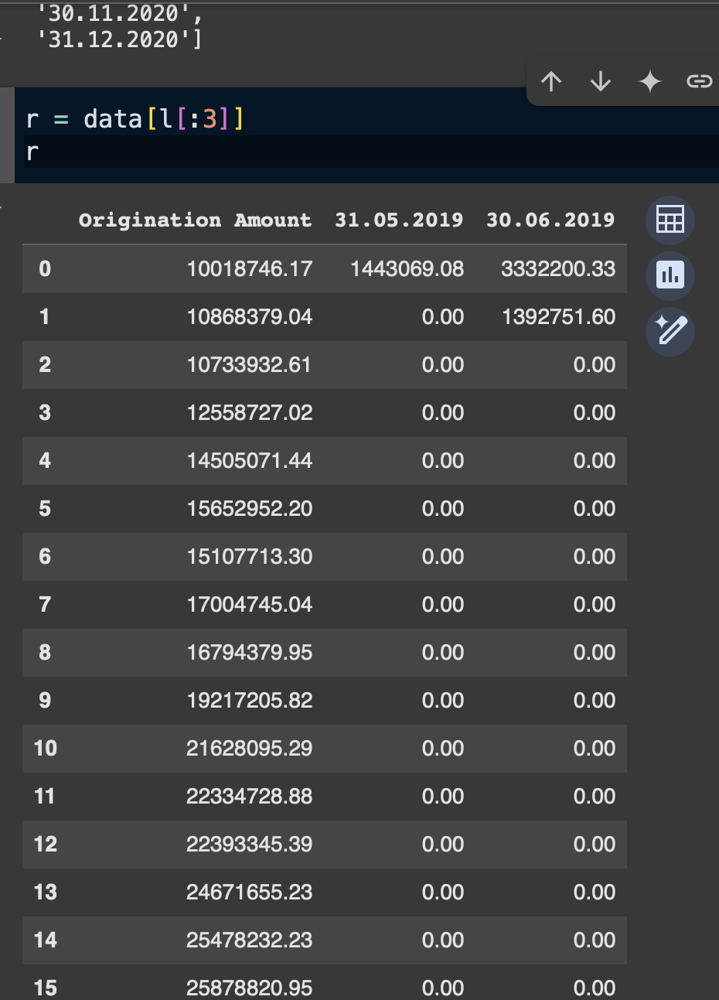 '30.11.2020',
'31.12.2020']
r = data[l[:3]]
r
Origination Amount 31.05.2019 30.06.2019
0 10018746.17 1443069.08 3332200.33
1 10868379.04 0.00 1392751.60
2 10733932.61 0.00 0.00
3 12558727.02 0.00 0.00
4 14505071.44 0.00 0.00
5 15652952.20 0.00 0.00
6 15107713.30 0.00 0.00
7 17004745.04 0.00 0.00
8 16794379.95 0.00 0.00
9 19217205.82 0.00 0.00
10 21628095.29 0.00 0.00
11 22334728.88 0.00 0.00
12 22393345.39 0.00 0.00
13 24671655.23 0.00 0.00
14 25478232.23 0.00 0.00
15 25878820.95 0.00 0.00